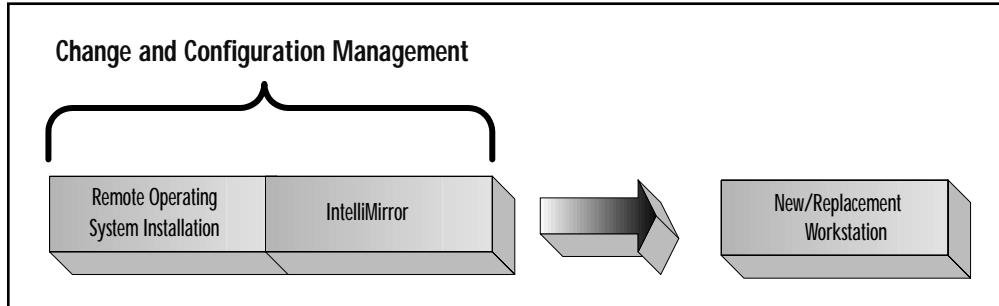 Change and Configuration Management
Remote Operating
System Installation
IntelliMirror
New/Replacement
Workstation